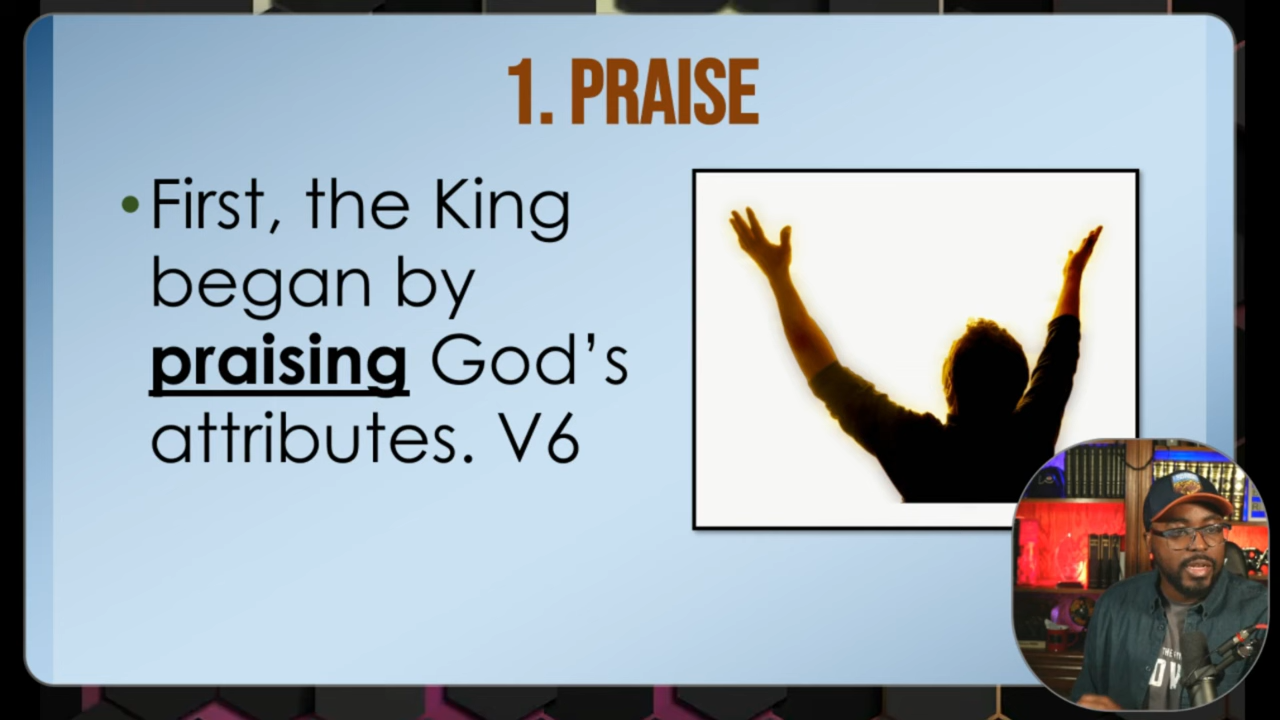 1. PRAISE
• First, the King
began by
praising God's
attributes. V6